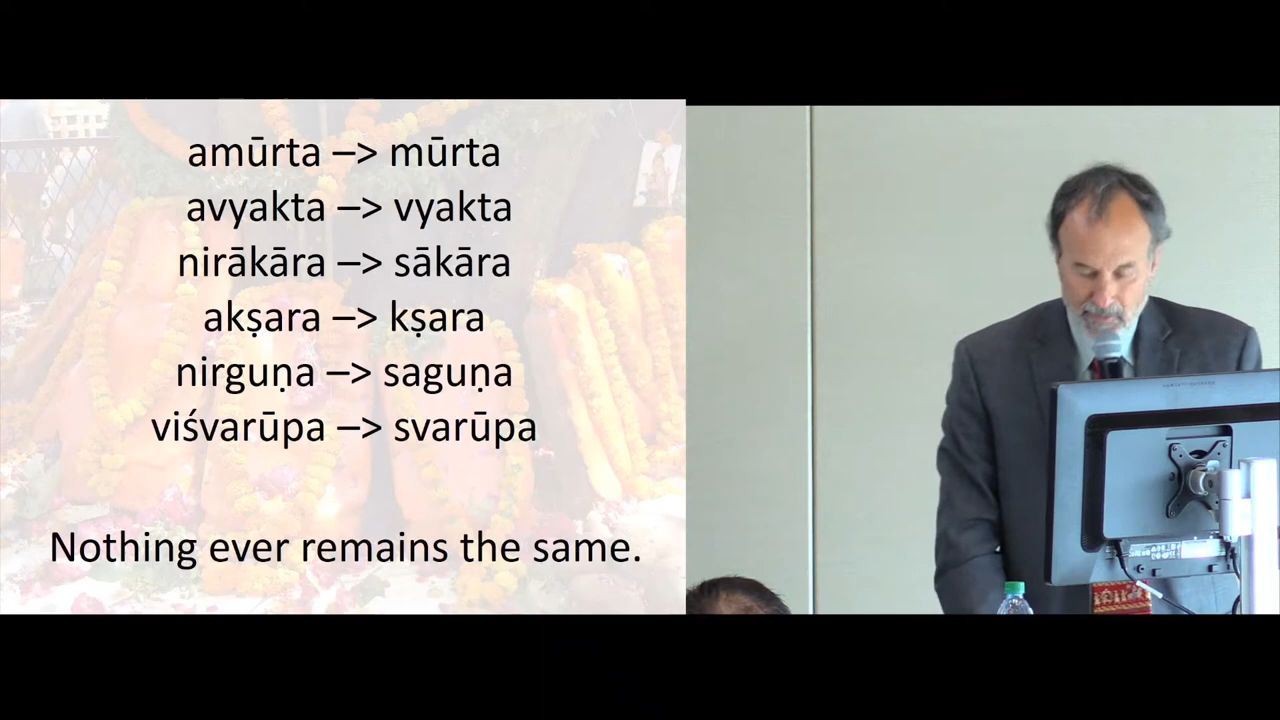 amūrta –> mūrta
avyakta –> vyakta
nirākāra –> sākāra
akṣara –> kṣara
nirguṇa –> saguṇa
viśvarūpa –> svarūpa
Nothing ever remains the same.